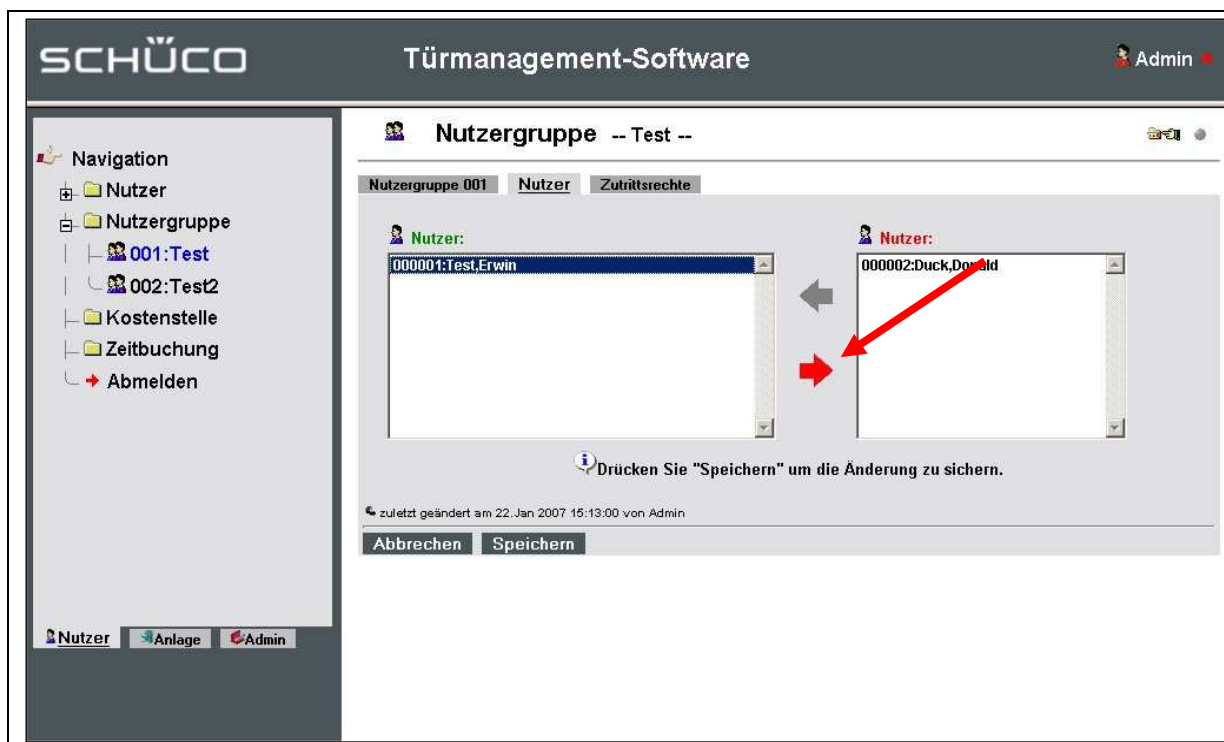 SCHÜCO Türmanagement-Software Admin
Navigation
Nutzer
Nutzergruppe
001:Test
002:Test2
Kostenstelle
Zeitbuchung
Abmelden
Nutzer Anlage Admin
Nutzergruppe -- Test --
Nutzergruppe 001 Nutzer Zutrittsrechte
Nutzer: Nutzer:
000001:Test,Erwin 000002:Duck,Donald
Drücken Sie "Speichern" um die Änderung zu sichern.
zuletzt geändert am 22.Jan 2007 15:13:00 von Admin
Abbrechen Speichern